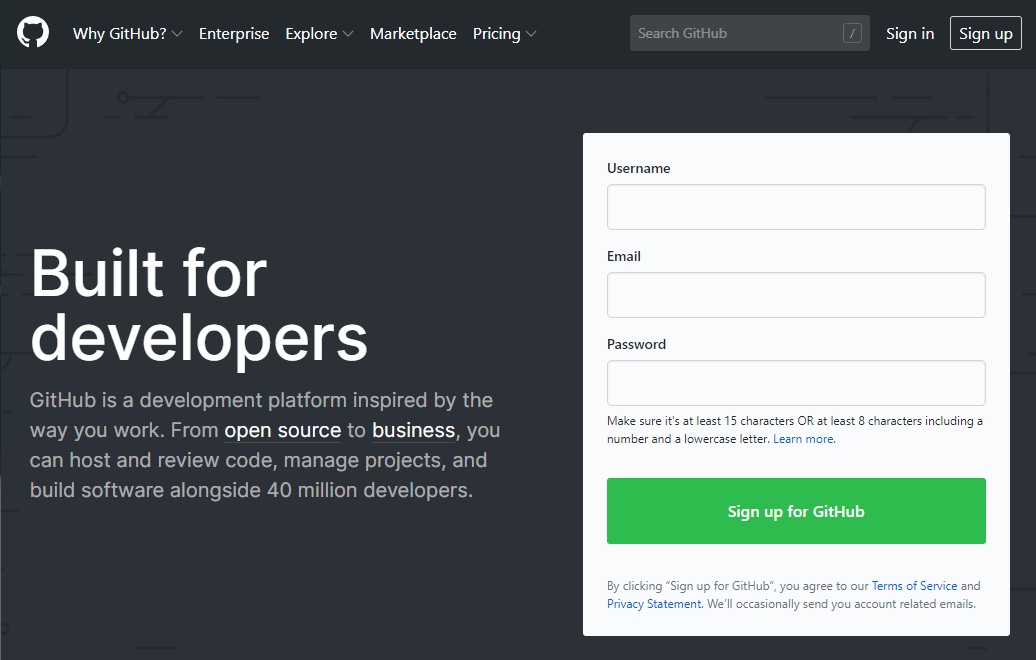 Why GitHub? Enterprise Explore Marketplace Pricing Search GitHub / Sign in Sign up
Built for
developers
GitHub is a development platform inspired by the
way you work. From open source to business, you
can host and review code, manage projects, and
build software alongside 40 million developers.
Username
Email
Password
Make sure it's at least 15 characters OR at least 8 characters including a
number and a lowercase letter. Learn more.
Sign up for GitHub
By clicking “Sign up for GitHub”, you agree to our Terms of Service and
Privacy Statement. We’ll occasionally send you account related emails.